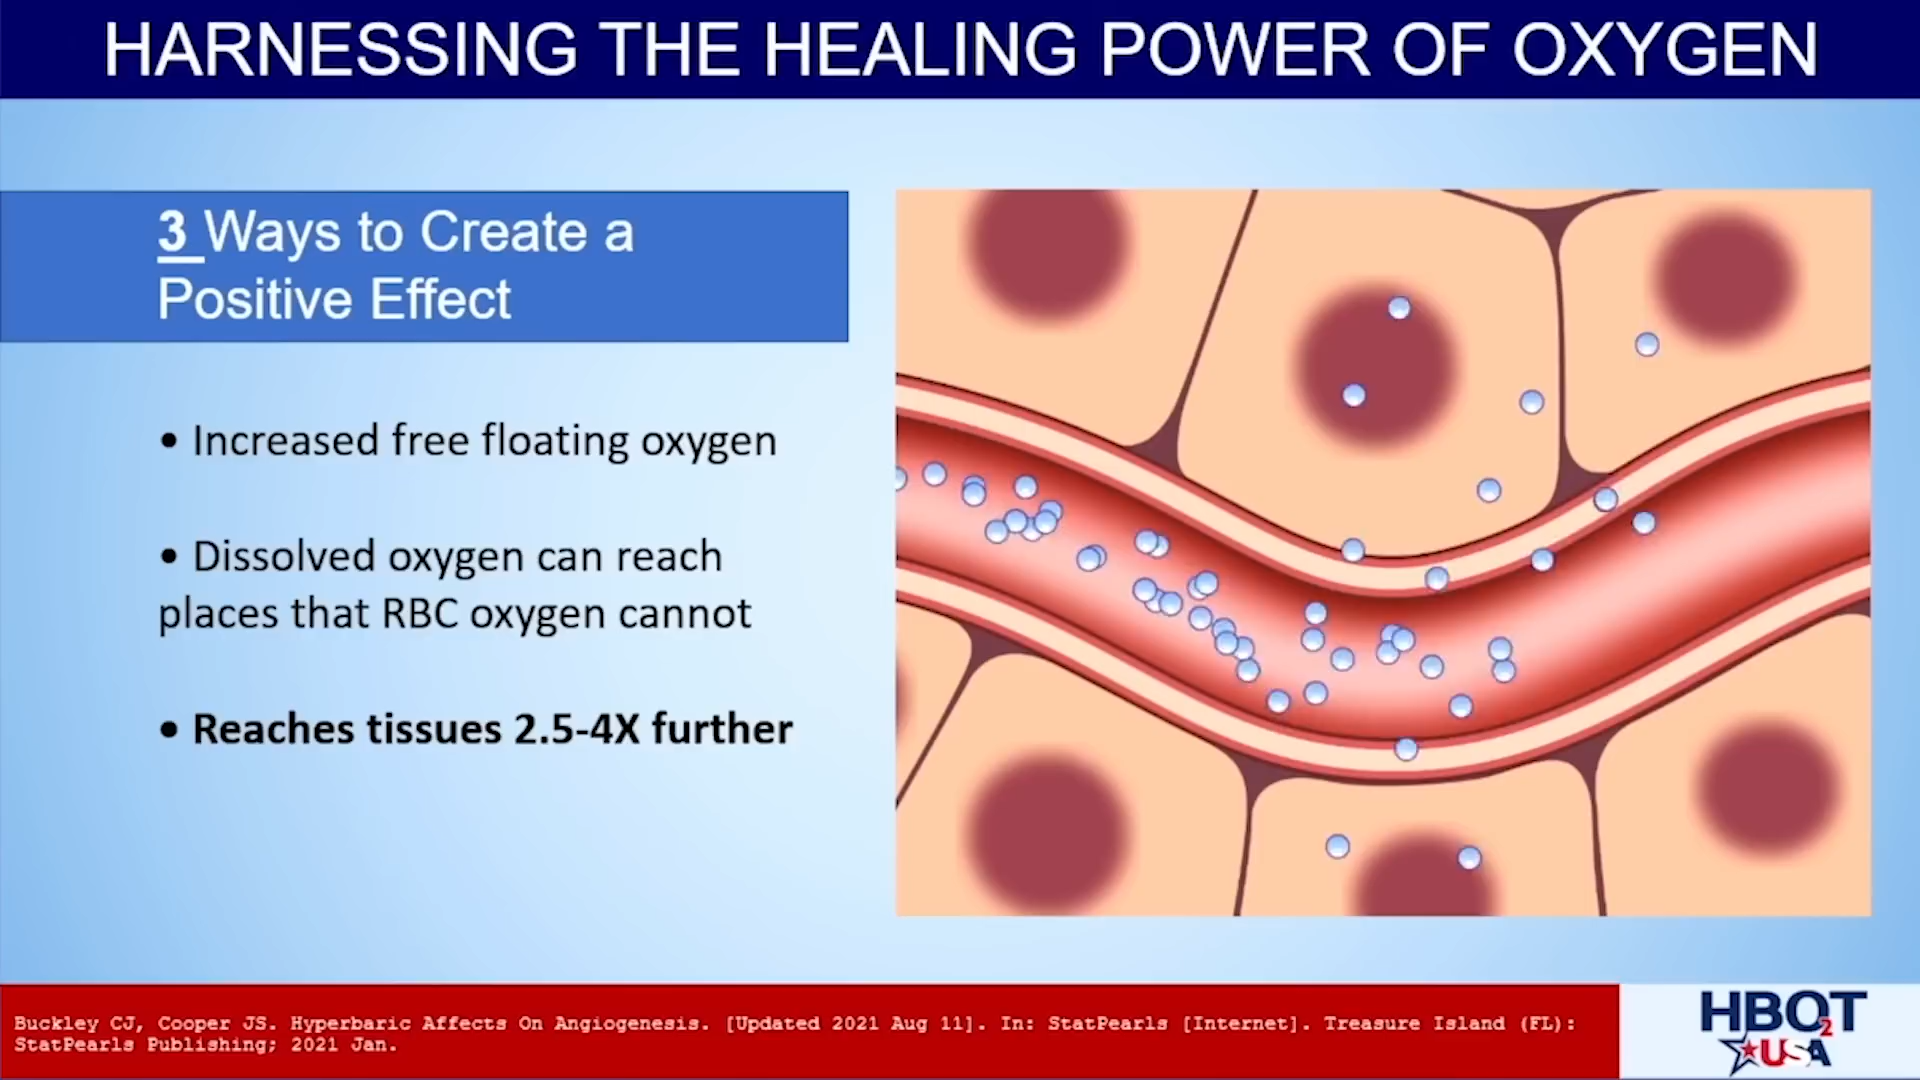 HARNESSING THE HEALING POWER OF OXYGEN
3 Ways to Create a
Positive Effect
• Increased free floating oxygen
• Dissolved oxygen can reach
places that RBC oxygen cannot
• Reaches tissues 2.5-4X further
Buckley CJ, Cooper JS. Hyperbaric Affects On Angiogenesis. [Updated 2021 Aug 11]. In: StatPearls [Internet]. Treasure Island (FL):
StatPearls Publishing; 2021 Jan.
HBO2T
USA